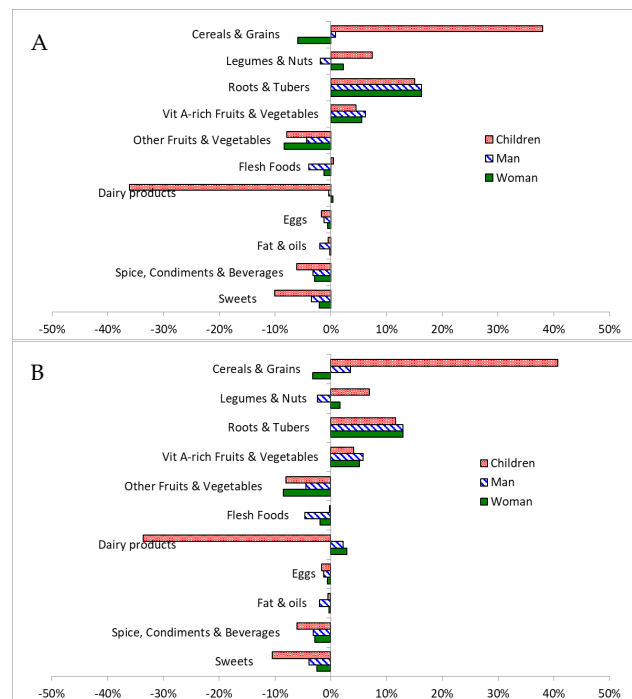 A
Cereals & Grains
Legumes & Nuts
Roots & Tubers
Vit A-rich Fruits & Vegetables
Other Fruits & Vegetables
Flesh Foods
Dairy products
Eggs
Fat & oils
Spice, Condiments & Beverages
Sweets
Children
Man
Woman
-50% -40% -30% -20% -10% 0% 10% 20% 30% 40% 50%
B
Cereals & Grains
Legumes & Nuts
Roots & Tubers
Vit A-rich Fruits & Vegetables
Other Fruits & Vegetables
Flesh Foods
Dairy products
Eggs
Fat & oils
Spice, Condiments & Beverages
Sweets
Children
Man
Woman
-50% -40% -30% -20% -10% 0% 10% 20% 30% 40% 50%